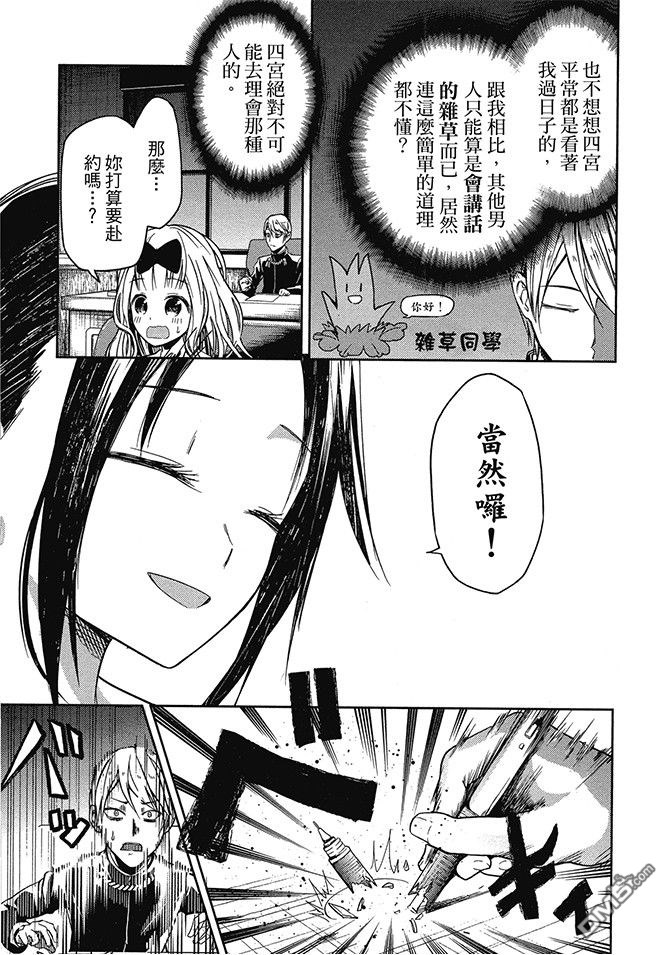 也不想想四宮
平常都是看著
我過日子的，
跟我相比，其他男
人只能算是會講話
的雜草而已，居然
連這麼簡單的道理
都不懂？
你好！
雜草同學
四宮絕對不可
能去理會那種
人的。
那麼…
妳打算要赴
約嗎…？
當然囉！
バッ
DM5.com